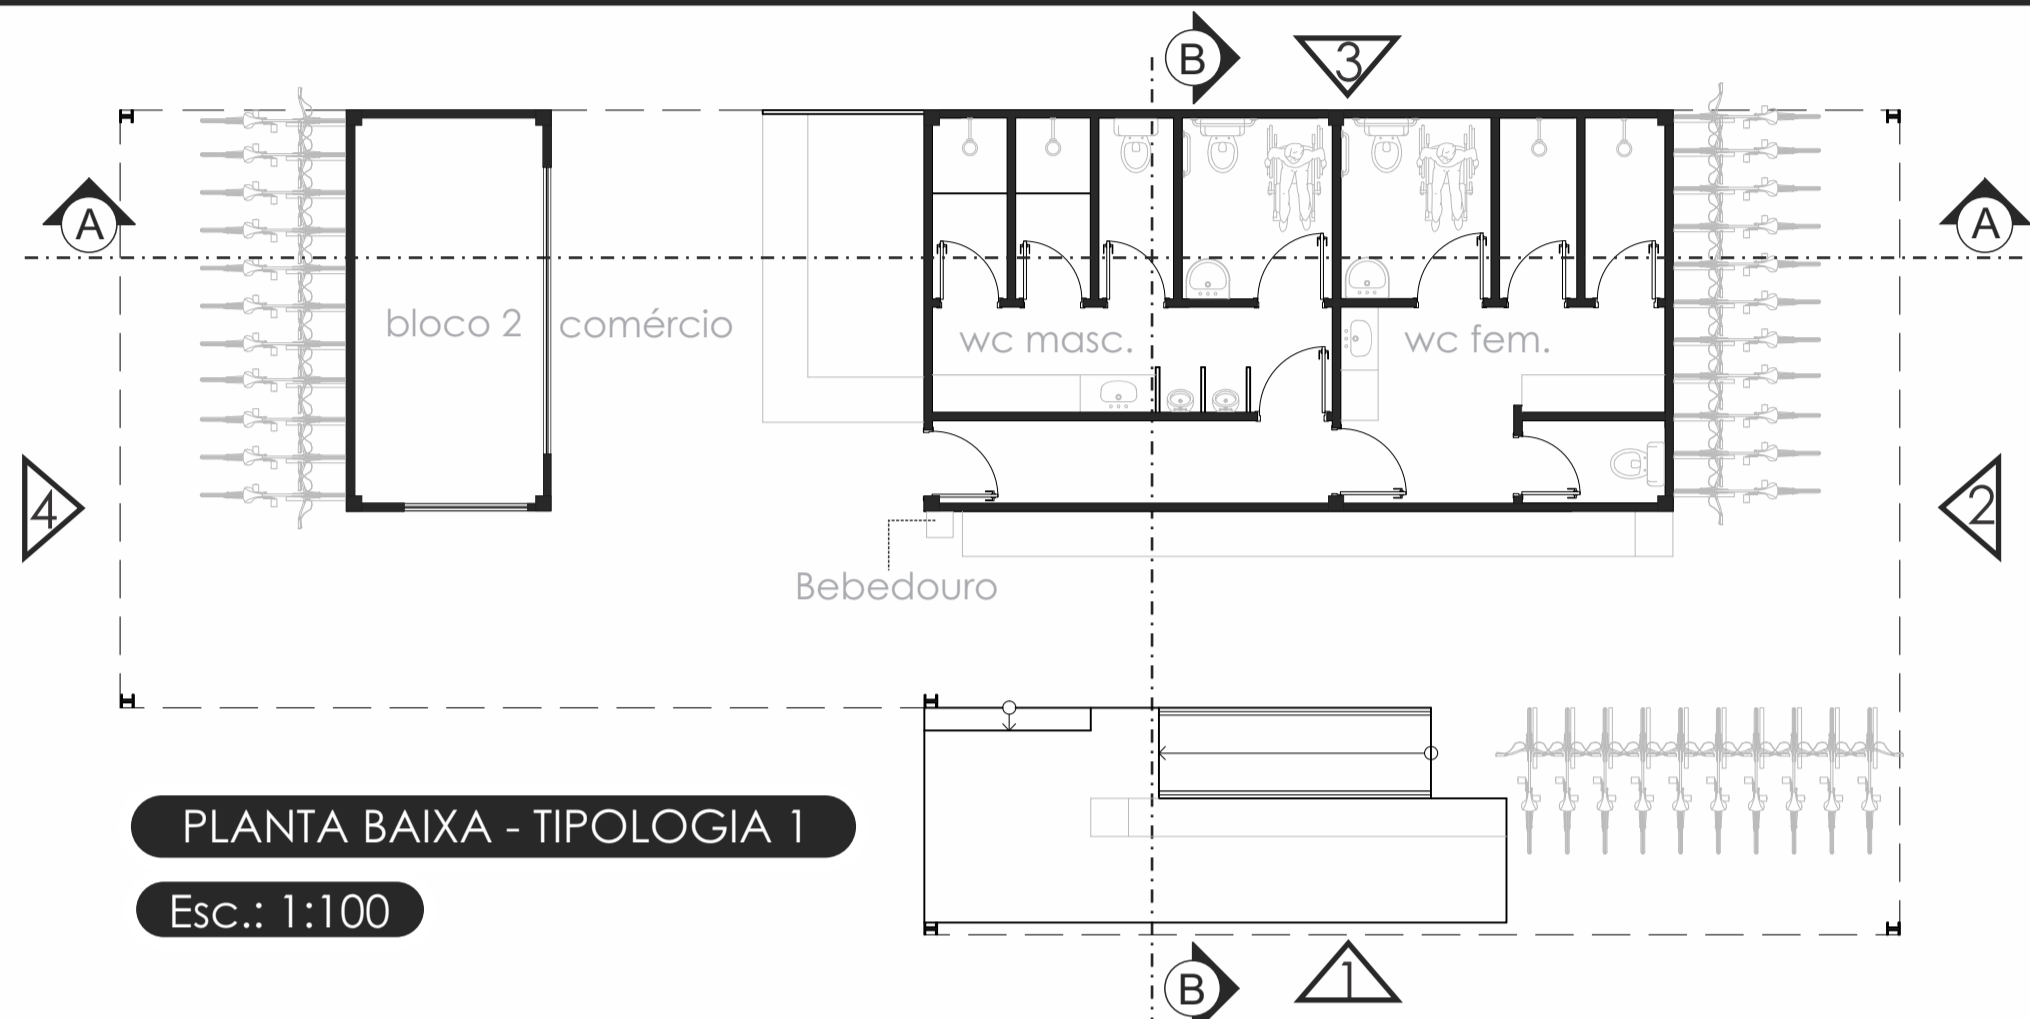 B
3
A
A
bloco 2
comércio
wc masc.
wc fem.
4
2
Bebedouro
PLANTA BAIXA - TIPOLOGIA 1
Esc.: 1:100
B
1